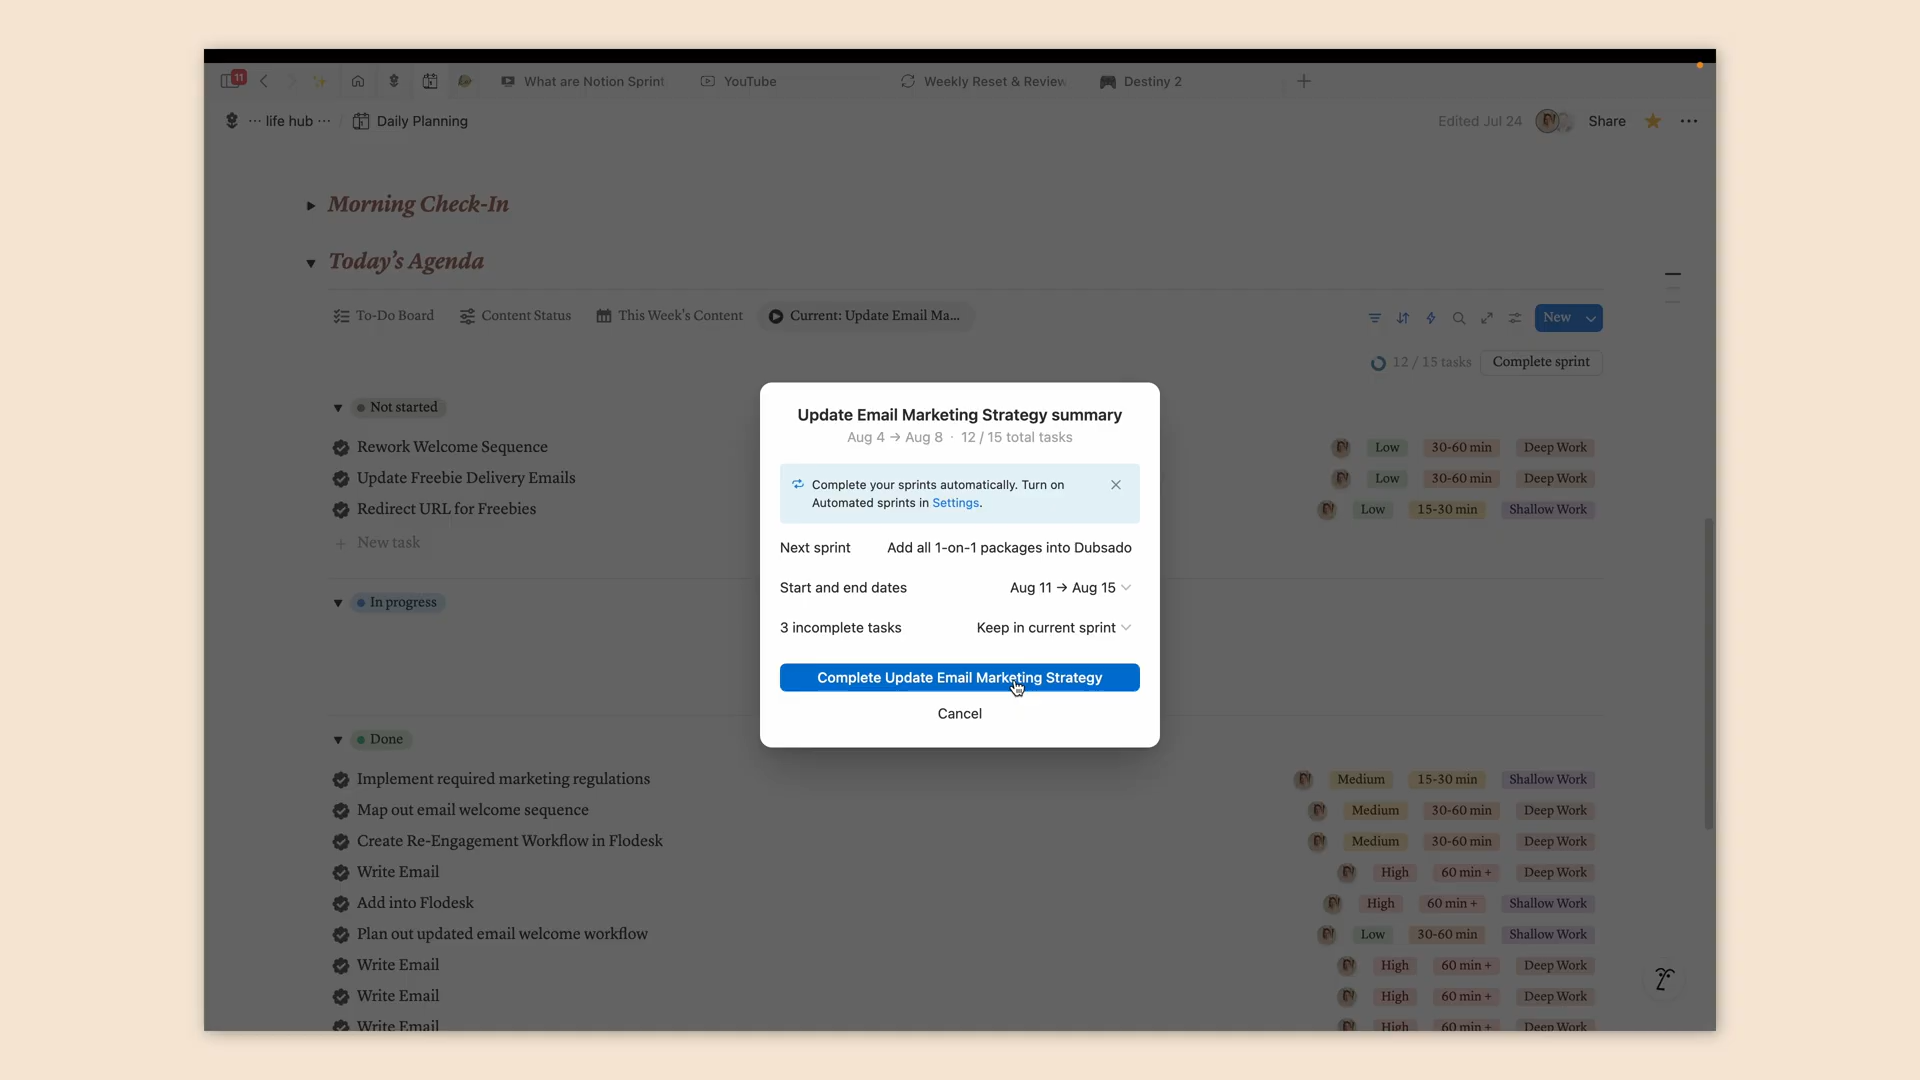 11
What are Notion Sprint
YouTube
Weekly Reset & Review
Destiny 2
··· life hub ···
/
Daily Planning
Edited Jul 24
Share
Morning Check-In
Today's Agenda
To-Do Board
Content Status
This Week's Content
Current: Update Email Ma...
New
12 / 15 tasks
Complete sprint
Not started
Rework Welcome Sequence
Low
30-60 min
Deep Work
Update Freebie Delivery Emails
Low
30-60 min
Deep Work
Redirect URL for Freebies
Low
15-30 min
Shallow Work
+ New task
In progress
Update Email Marketing Strategy summary
Aug 4 → Aug 8 · 12 / 15 total tasks
Complete your sprints automatically. Turn on
Automated sprints in Settings.
Next sprint
Add all 1-on-1 packages into Dubsado
Start and end dates
Aug 11 → Aug 15
3 incomplete tasks
Keep in current sprint
Complete Update Email Marketing Strategy
Cancel
Done
Implement required marketing regulations
Medium
15-30 min
Shallow Work
Map out email welcome sequence
Medium
30-60 min
Deep Work
Create Re-Engagement Workflow in Flodesk
Medium
30-60 min
Deep Work
Write Email
High
60 min +
Deep Work
Add into Flodesk
High
60 min +
Shallow Work
Plan out updated email welcome workflow
Low
30-60 min
Shallow Work
Write Email
High
60 min +
Deep Work
Write Email
High
60 min +
Deep Work
Write Email
High
60 min +
Deep Work